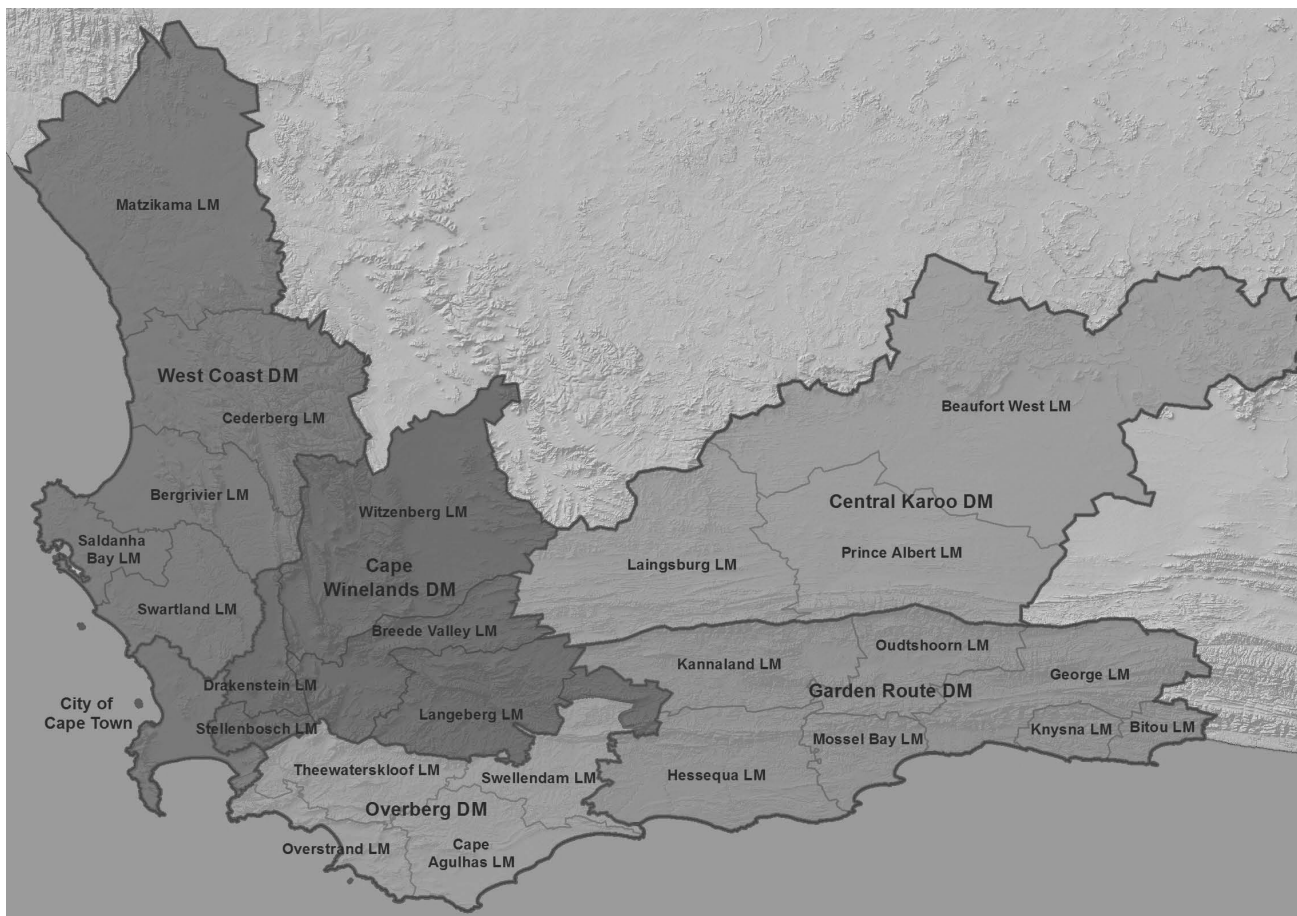 Matzikama LM
West Coast DM
Cederberg LM
Beaufort West LM
Bergrivier LM
Witzenberg LM
Central Karoo DM
Saldanha
Bay LM
Prince Albert LM
Cape
Winelands DM
Laingsburg LM
Swartland LM
Breede Valley LM
Oudtshoorn LM
Kannaland LM
George LM
Drakenstein LM
Garden Route DM
City of
Cape Town
Langeberg LM
Stellenbosch LM
Knysna LM
Bitou LM
Mossel Bay LM
Theewaterskloof LM
Swellendam LM
Hessequa LM
Overberg DM
Overstrand LM
Cape
Agulhas LM